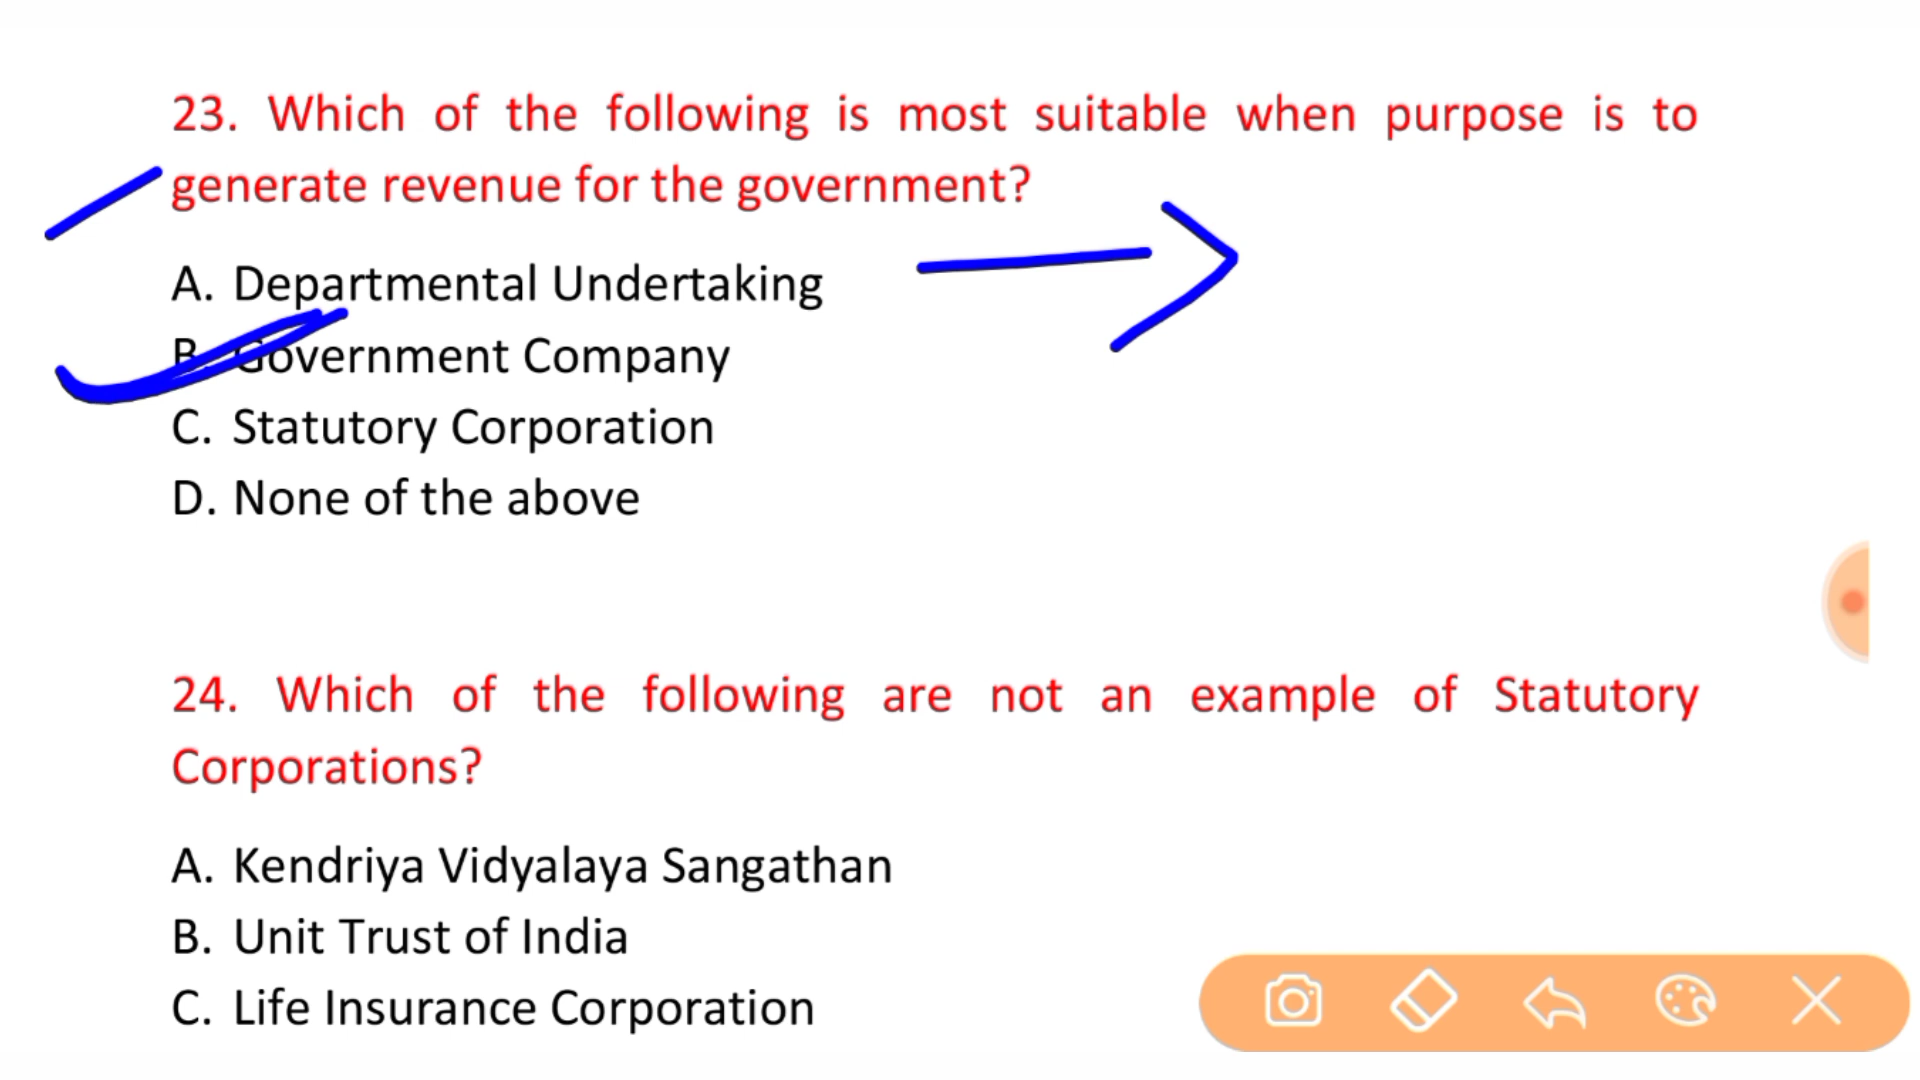 23. Which of the following is most suitable when purpose is to
generate revenue for the government?
A. Departmental Undertaking
B. Government Company
C. Statutory Corporation
D. None of the above
24. Which of the following are not an example of Statutory
Corporations?
A. Kendriya Vidyalaya Sangathan
B. Unit Trust of India
C. Life Insurance Corporation